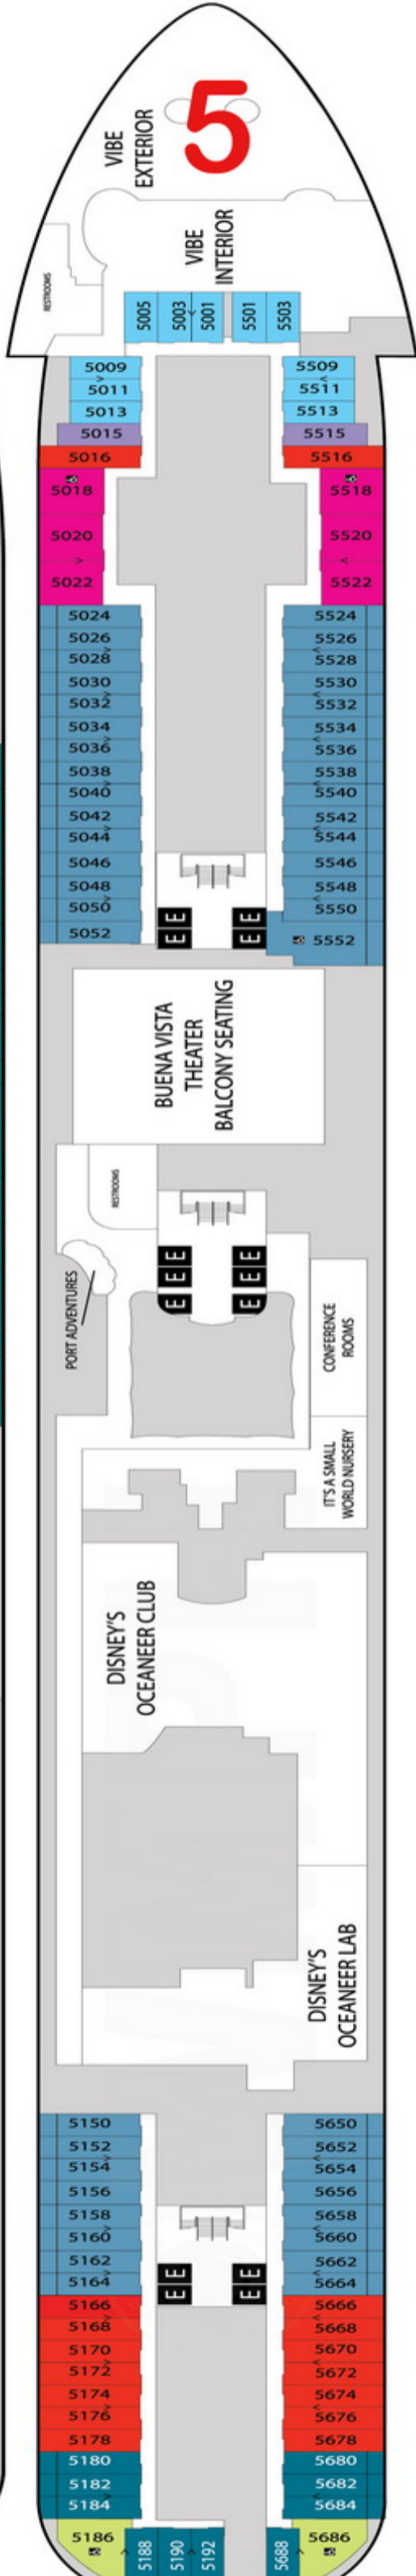 5
VIBE
EXTERIOR
VIBE
INTERIOR
RESTROOMS
5005 5003 5001 5501 5503
5009 5509
5011 5511
5013 5513
5015 5515
5016 5516
5018 5518
5020 5520
5022 5522
5024 5524
5026 5526
5028 5528
5030 5530
5032 5532
5034 5534
5036 5536
5038 5538
5040 5540
5042 5542
5044 5544
5046 5546
5048 5548
5050 5550
5052 5552
E E E E
E E E E
BUENA VISTA
THEATER
BALCONY SEATING
RESTROOMS
E E E E
E E E E
E E E E
PORT ADVENTURES
CONFERENCE
ROOMS
IT'S A SMALL
WORLD NURSERY
DISNEY'S
OCEANEER CLUB
DISNEY'S
OCEANEER LAB
5150 5650
5152 5652
5154 5654
5156 5656
5158 5658
5160 5660
5162 5662
5164 5664
E E E E
E E E E
5166 5666
5168 5668
5170 5670
5172 5672
5174 5674
5176 5676
5178 5678
5180 5680
5182 5682
5184 5684
5186 5686
5188 5190 5192 5688